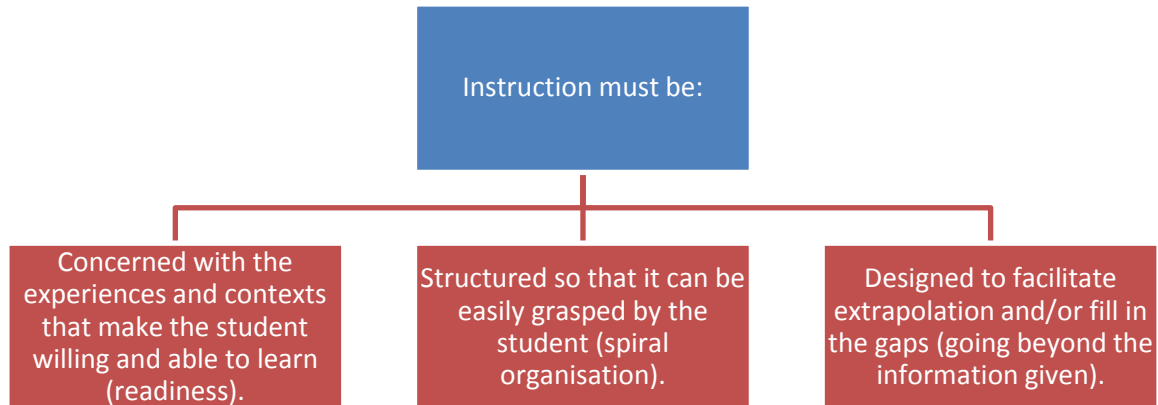 Instruction must be:
Concerned with the
experiences and contexts
that make the student
willing and able to learn
(readiness).
Structured so that it can be
easily grasped by the
student (spiral
organisation).
Designed to facilitate
extrapolation and/or fill in
the gaps (going beyond the
information given).